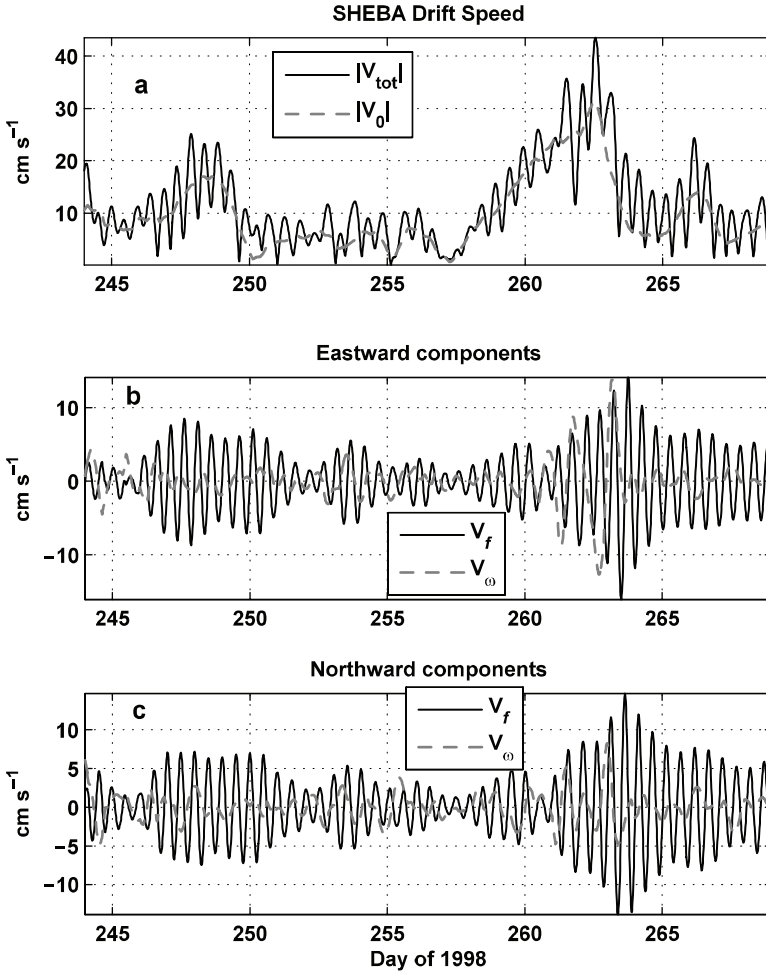 SHEBA Drift Speed
a
|V_tot|
|V_0|
cm s⁻¹
40
30
20
10
245 250 255 260 265
Eastward components
b
V_f
V_ω
cm s⁻¹
10
0
−10
245 250 255 260 265
Northward components
c
V_f
V_ω
cm s⁻¹
10
5
0
−5
−10
245 250 255 260 265
Day of 1998